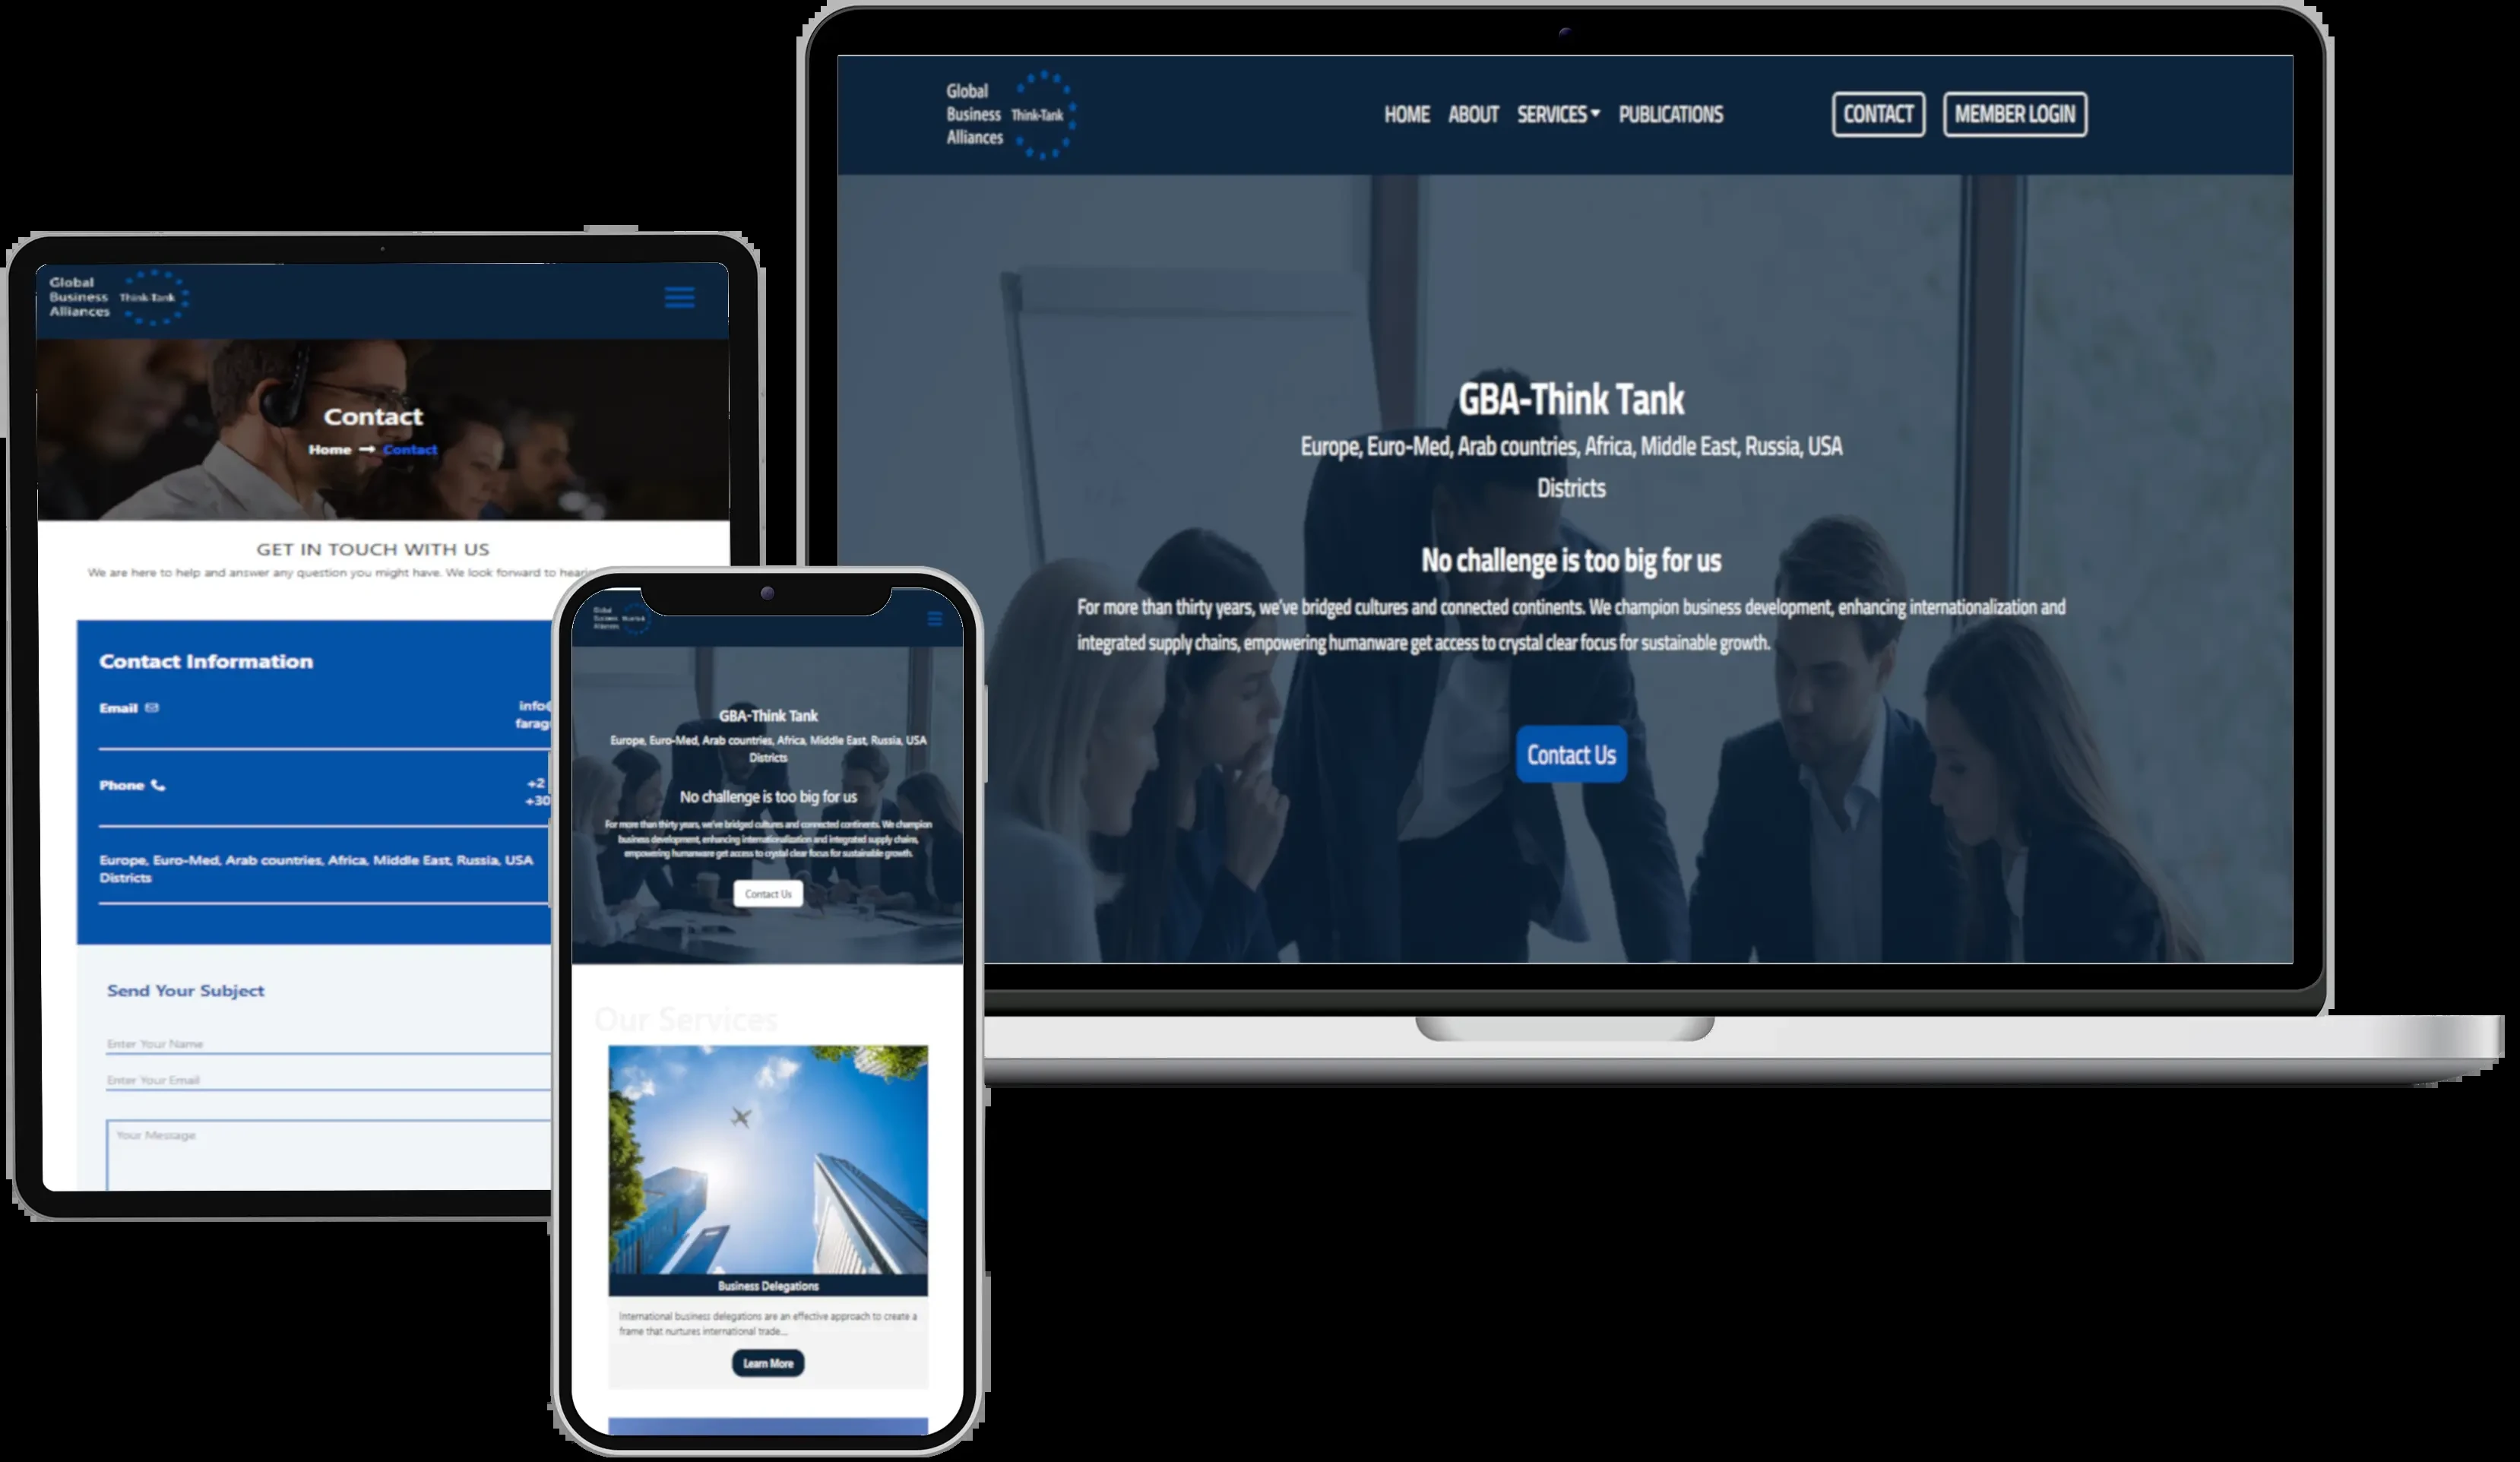 Global
Business
Alliances
Think-Tank
HOME ABOUT SERVICES PUBLICATIONS
CONTACT MEMBER LOGIN
GBA-Think Tank
Europe, Euro-Med, Arab countries, Africa, Middle East, Russia, USA
Districts
No challenge is too big for us
For more than thirty years, we've bridged cultures and connected continents. We champion business development, enhancing internationalization and
integrated supply chains, empowering humanware get access to crystal clear focus for sustainable growth.
Contact Us
Global
Business
Alliances
Think-Tank
Contact
Home → Contact
GET IN TOUCH WITH US
We are here to help and answer any question you might have. We look forward to
Contact Information
Email
info@
farag
Phone
+2
+30
Europe, Euro-Med, Arab countries, Africa, Middle East, Russia, USA
Districts
Send Your Subject
Enter Your Name
Enter Your Email
Your Message
Global
Business
Alliances
GBA-Think Tank
Europe, Euro-Med, Arab countries, Africa, Middle East, Russia, USA
Districts
No challenge is too big for us
For more than thirty years, we've bridged cultures and connected continents. We champion
business development, enhancing internationalization and integrated supply chains,
empowering humanware get access to crystal clear focus for sustainable growth.
Contact Us
Our Services
Business Delegations
International business delegations are an effective approach to create a
frame that nurtures international trade...
Learn More